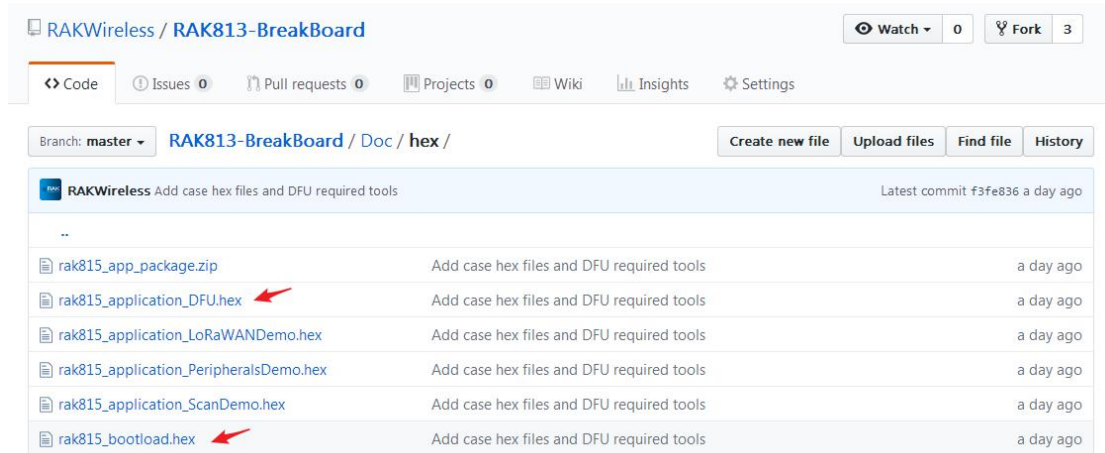 RAKWireless / RAK813-BreakBoard Watch 0 Fork 3
Code Issues 0 Pull requests 0 Projects 0 Wiki Insights Settings
Branch: master RAK813-BreakBoard / Doc / hex / Create new file Upload files Find file History
RAKWireless Add case hex files and DFU required tools Latest commit f3fe836 a day ago
..
rak815_app_package.zip Add case hex files and DFU required tools a day ago
rak815_application_DFU.hex Add case hex files and DFU required tools a day ago
rak815_application_LoRaWANDemo.hex Add case hex files and DFU required tools a day ago
rak815_application_PeripheralsDemo.hex Add case hex files and DFU required tools a day ago
rak815_application_ScanDemo.hex Add case hex files and DFU required tools a day ago
rak815_bootload.hex Add case hex files and DFU required tools a day ago